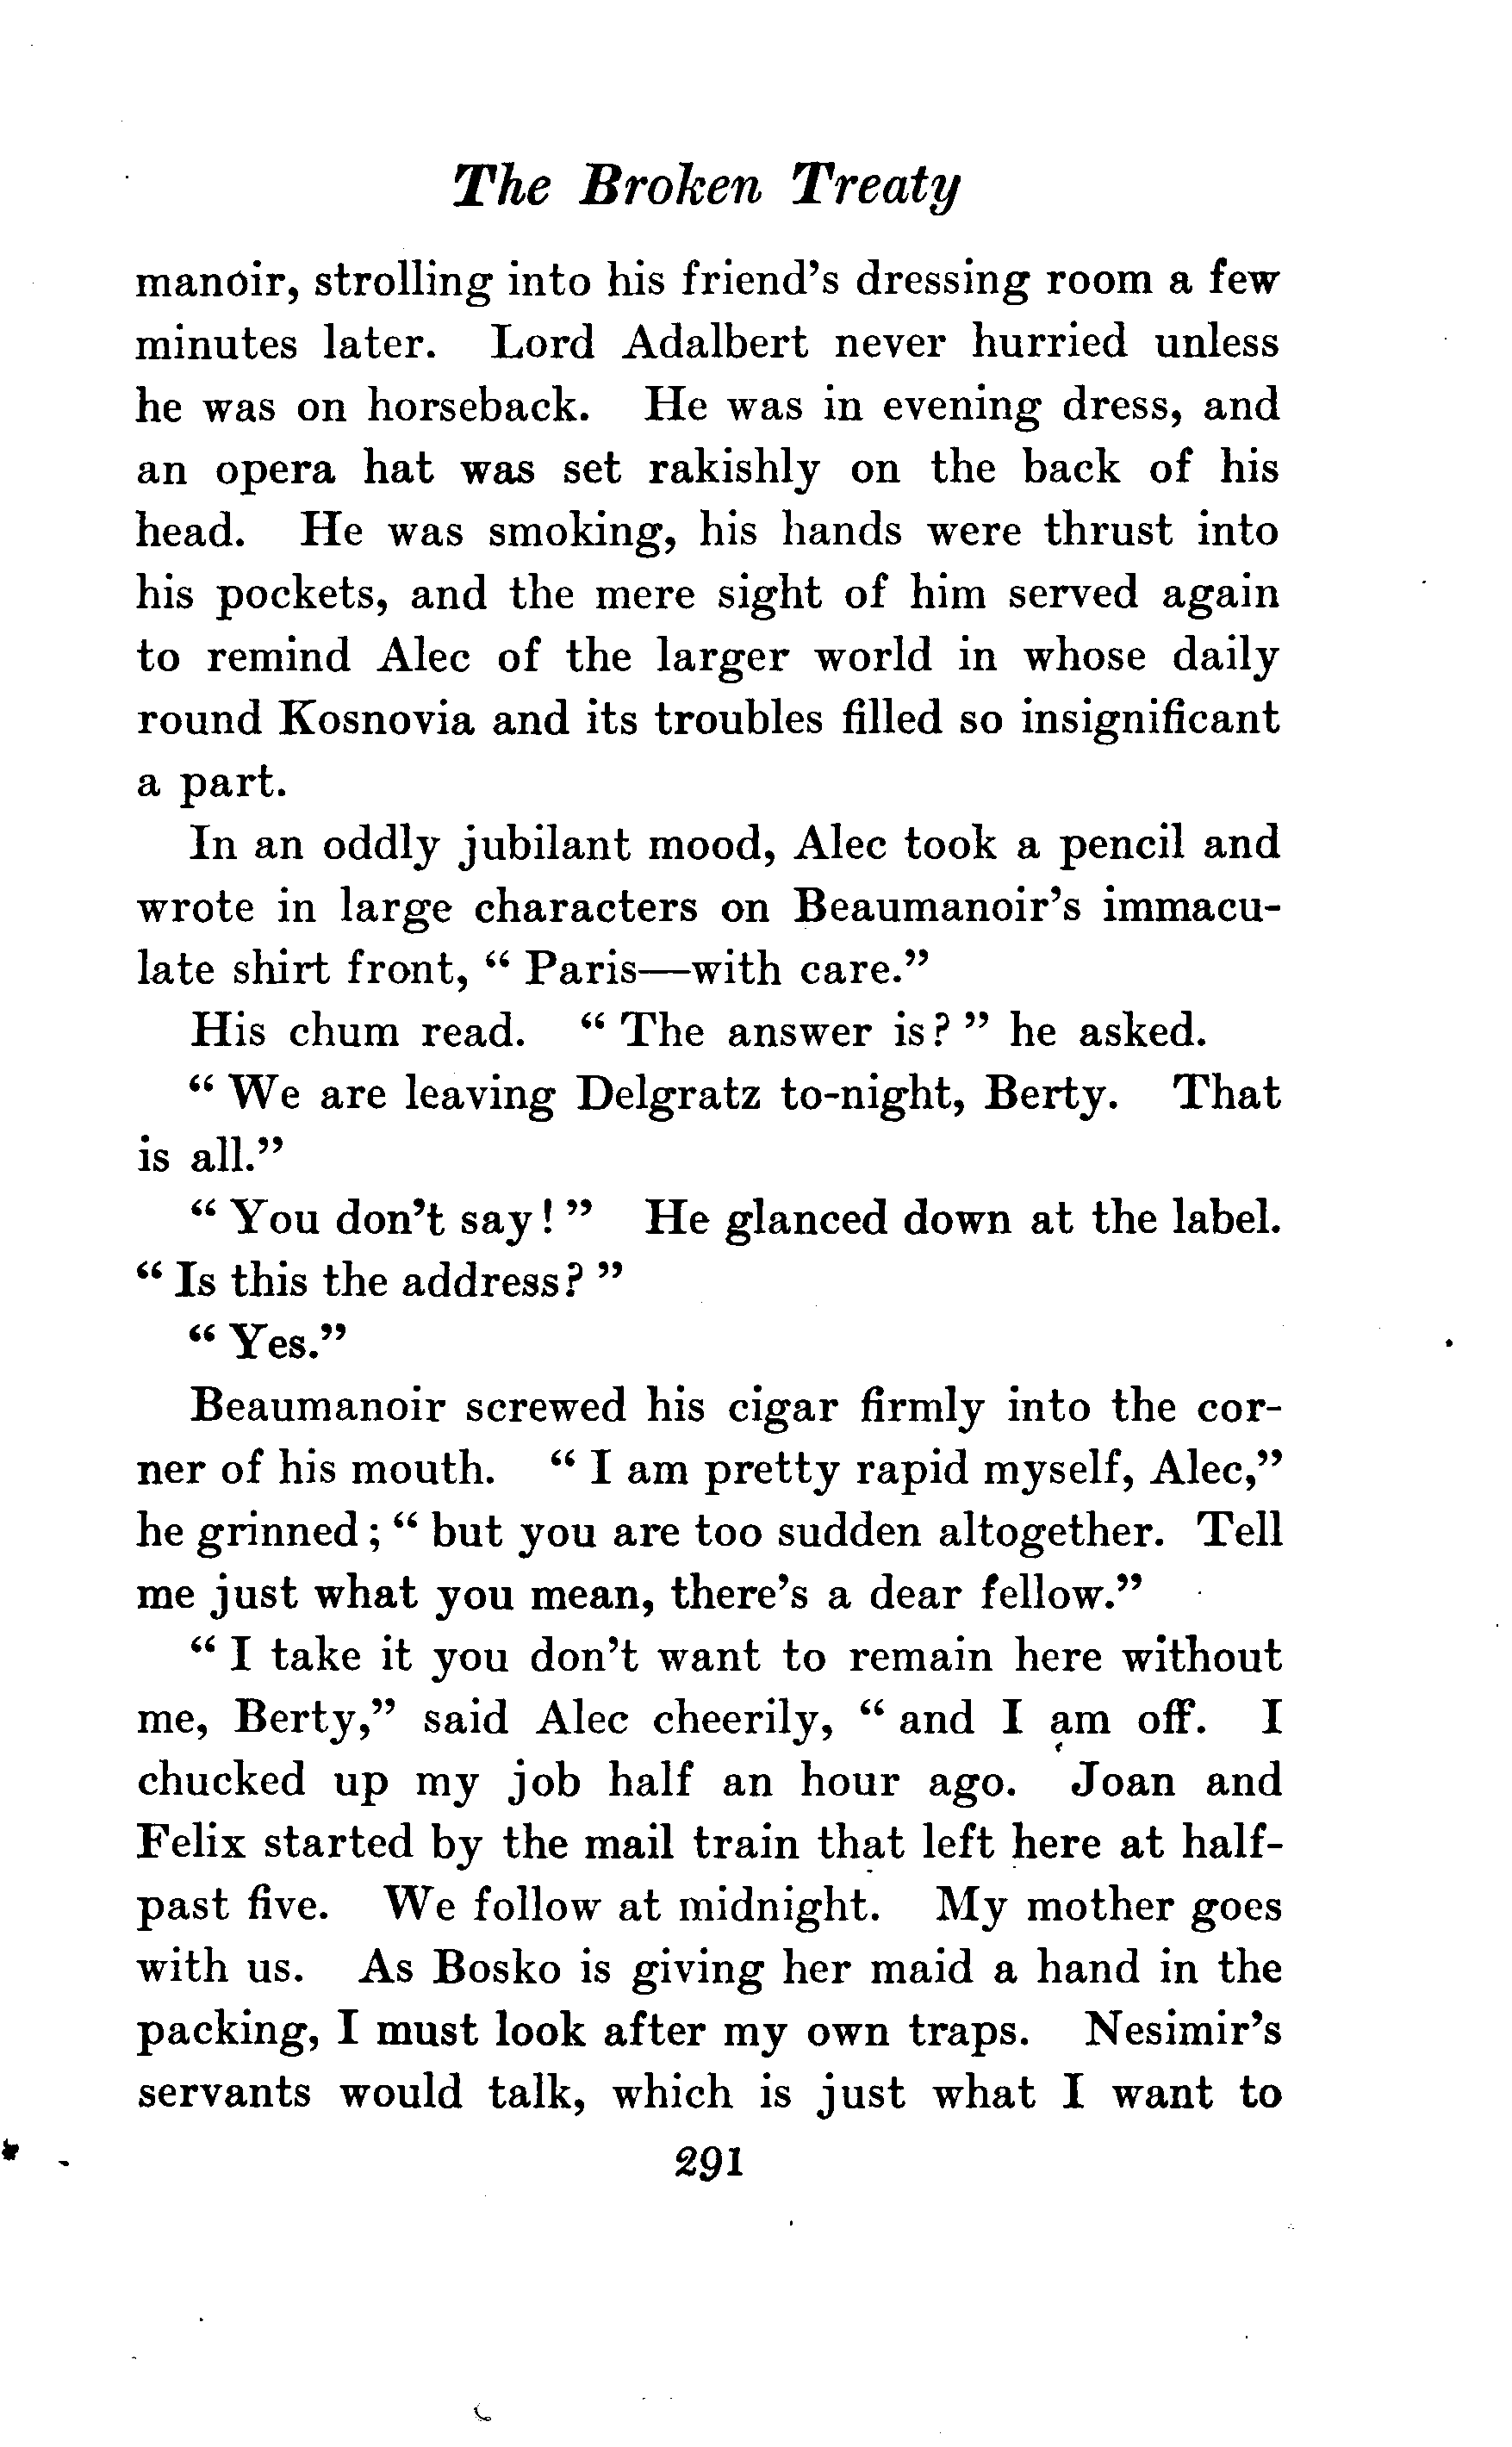 The Broken Treaty
manoir, strolling into his friend's dressing room a few
minutes later. Lord Adalbert never hurried unless
he was on horseback. He was in evening dress, and
an opera hat was set rakishly on the back of his
head. He was smoking, his hands were thrust into
his pockets, and the mere sight of him served again
to remind Alec of the larger world in whose daily
round Kosnovia and its troubles filled so insignificant
a part.
In an oddly jubilant mood, Alec took a pencil and
wrote in large characters on Beaumanoir's immacu-
late shirt front, “ Paris—with care.”
His chum read. “ The answer is? ” he asked.
“ We are leaving Delgratz to-night, Berty. That
is all.”
“ You don't say! ” He glanced down at the label.
“ Is this the address? ”
“ Yes.”
Beaumanoir screwed his cigar firmly into the cor-
ner of his mouth. “ I am pretty rapid myself, Alec,”
he grinned; “ but you are too sudden altogether. Tell
me just what you mean, there's a dear fellow.”
“ I take it you don't want to remain here without
me, Berty,” said Alec cheerily, “ and I am off. I
chucked up my job half an hour ago. Joan and
Felix started by the mail train that left here at half-
past five. We follow at midnight. My mother goes
with us. As Bosko is giving her maid a hand in the
packing, I must look after my own traps. Nesimir's
servants would talk, which is just what I want to
291